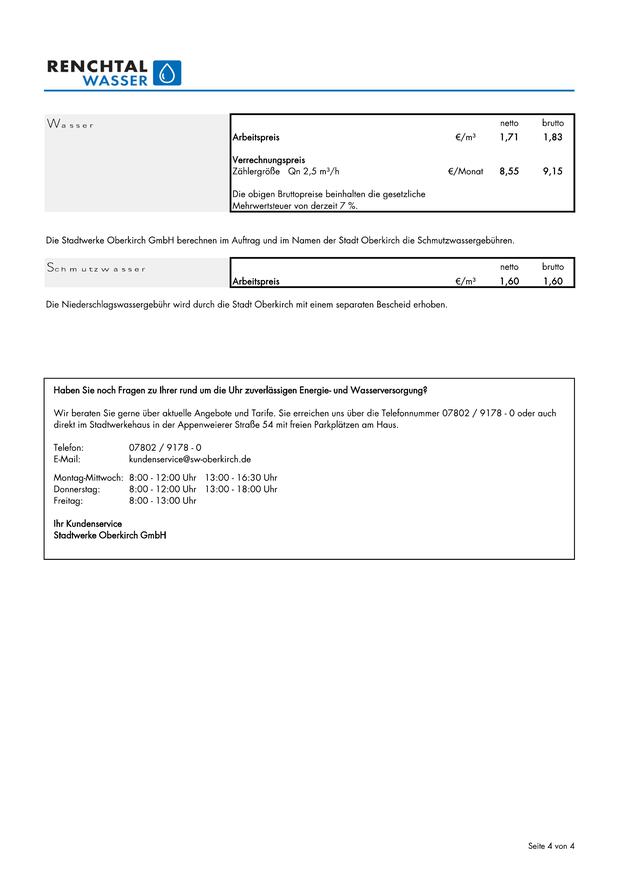 RENCHTAL
WASSER
Wasser
netto brutto
Arbeitspreis €/m³ 1,71 1,83
Verrechnungspreis
Zählergröße Qn 2,5 m³/h €/Monat 8,55 9,15
Die obigen Bruttopreise beinhalten die gesetzliche
Mehrwertsteuer von derzeit 7 %.
Die Stadtwerke Oberkirch GmbH berechnen im Auftrag und im Namen der Stadt Oberkirch die Schmutzwassergebühren.
Schmutzwasser
netto brutto
Arbeitspreis €/m³ 1,60 1,60
Die Niederschlagswassergebühr wird durch die Stadt Oberkirch mit einem separaten Bescheid erhoben.
Haben Sie noch Fragen zu Ihrer rund um die Uhr zuverlässigen Energie- und Wasserversorgung?
Wir beraten Sie gerne über aktuelle Angebote und Tarife. Sie erreichen uns über die Telefonnummer 07802 / 9178 - 0 oder auch
direkt im Stadtwerkehaus in der Appenweierer Straße 54 mit freien Parkplätzen am Haus.
Telefon: 07802 / 9178 - 0
E-Mail: kundenservice@sw-oberkirch.de
Montag-Mittwoch: 8:00 - 12:00 Uhr 13:00 - 16:30 Uhr
Donnerstag: 8:00 - 12:00 Uhr 13:00 - 18:00 Uhr
Freitag: 8:00 - 13:00 Uhr
Ihr Kundenservice
Stadtwerke Oberkirch GmbH
Seite 4 von 4